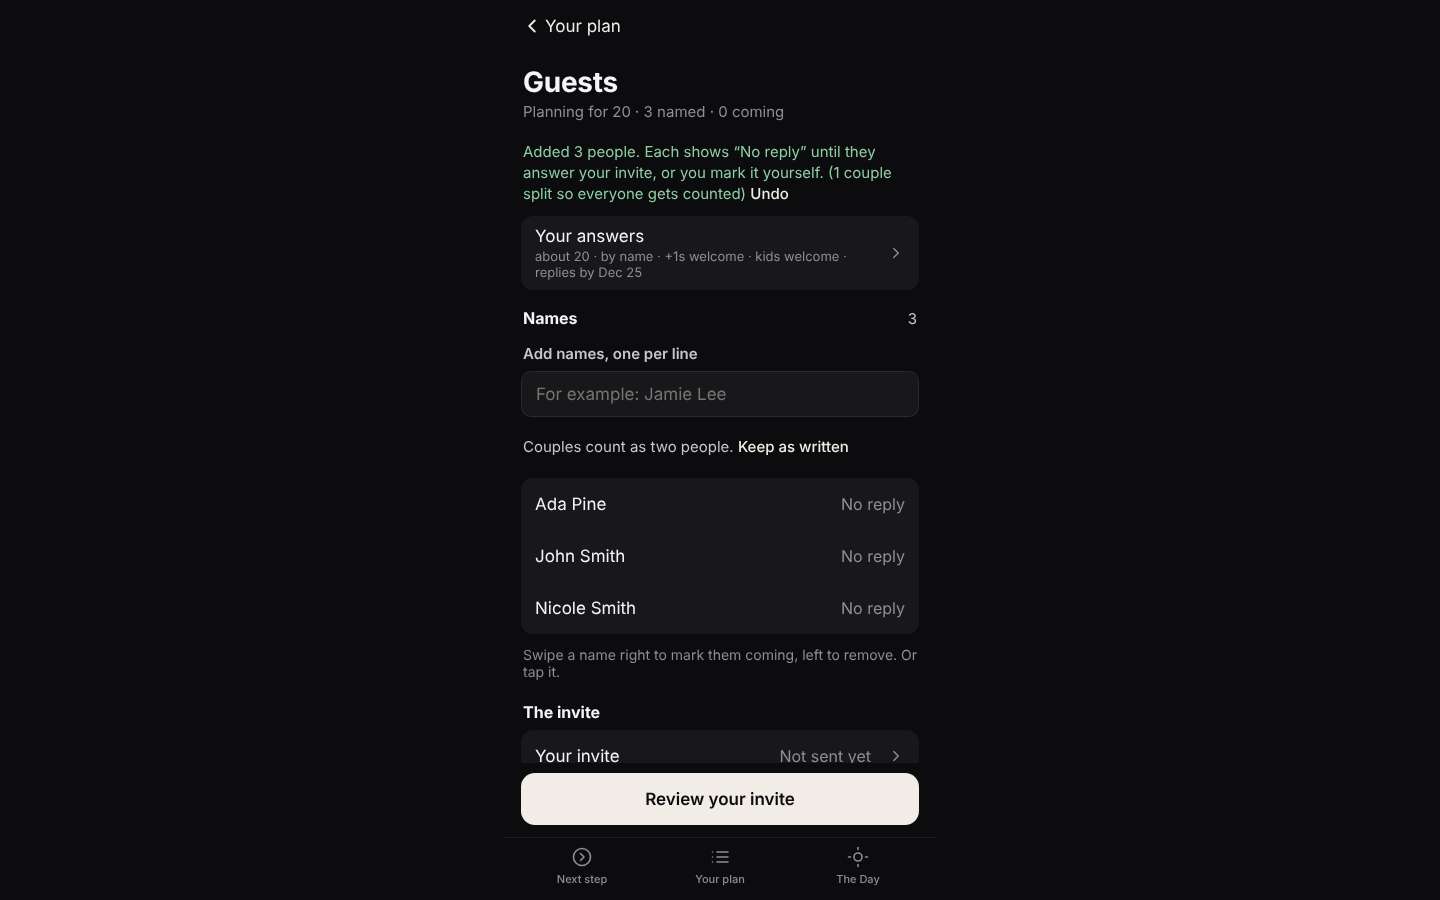 Your plan
Guests
Planning for 20 · 3 named · 0 coming
Added 3 people. Each shows “No reply” until they
answer your invite, or you mark it yourself. (1 couple
split so everyone gets counted) Undo
Your answers
about 20 · by name · +1s welcome · kids welcome ·
replies by Dec 25
Names 3
Add names, one per line
For example: Jamie Lee
Couples count as two people. Keep as written
Ada Pine No reply
John Smith No reply
Nicole Smith No reply
Swipe a name right to mark them coming, left to remove. Or
tap it.
The invite
Your invite Not sent yet
Review your invite
Next step Your plan The Day